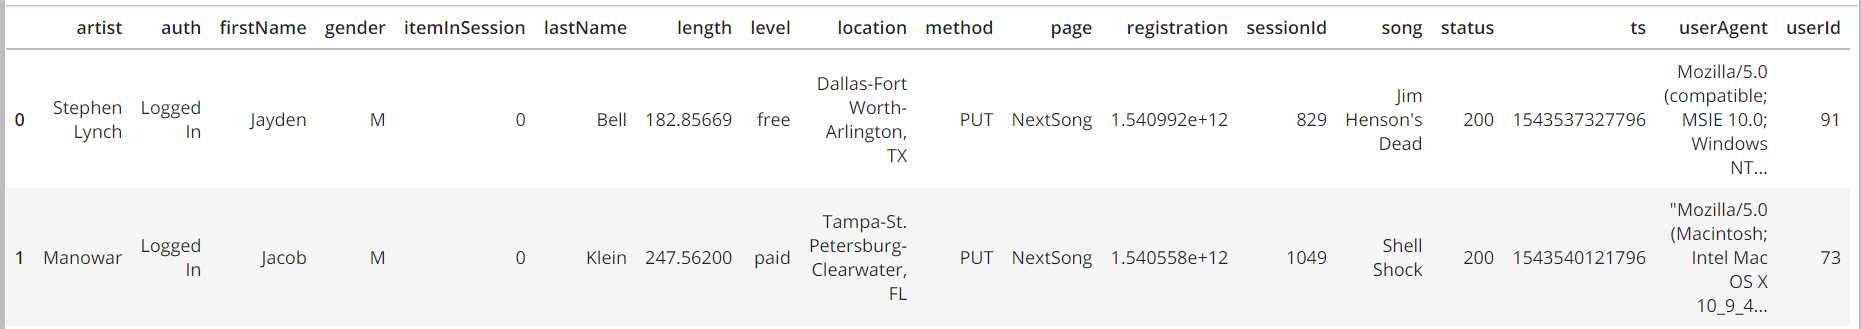 artist auth firstName gender itemInSession lastName length level location method page registration sessionId song status ts userAgent userId
0 Stephen Lynch Logged In Jayden M 0 Bell 182.85669 free Dallas-Fort Worth-Arlington, TX PUT NextSong 1.540992e+12 829 Jim Henson's Dead 200 1543537327796 Mozilla/5.0 (compatible; MSIE 10.0; Windows NT... 91
1 Manowar Logged In Jacob M 0 Klein 247.56200 paid Tampa-St. Petersburg-Clearwater, FL PUT NextSong 1.540558e+12 1049 Shell Shock 200 1543540121796 "Mozilla/5.0 (Macintosh; Intel Mac OS X 10_9_4... 73